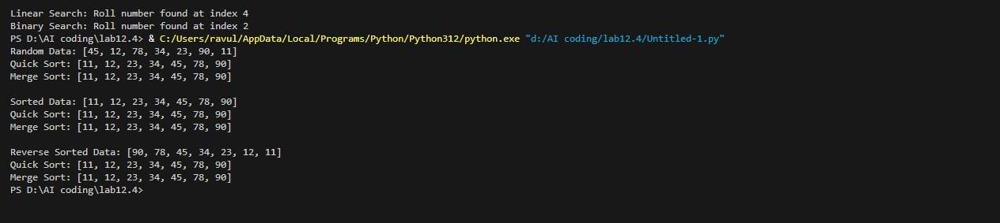 Linear Search: Roll number found at index 4
Binary Search: Roll number found at index 2
PS D:\AI coding\lab12.4> & C:/Users/ravul/AppData/Local/Programs/Python/Python312/python.exe "d:/AI coding/lab12.4/Untitled-1.py"
Random Data: [45, 12, 78, 34, 23, 90, 11]
Quick Sort: [11, 12, 23, 34, 45, 78, 90]
Merge Sort: [11, 12, 23, 34, 45, 78, 90]
Sorted Data: [11, 12, 23, 34, 45, 78, 90]
Quick Sort: [11, 12, 23, 34, 45, 78, 90]
Merge Sort: [11, 12, 23, 34, 45, 78, 90]
Reverse Sorted Data: [90, 78, 45, 34, 23, 12, 11]
Quick Sort: [11, 12, 23, 34, 45, 78, 90]
Merge Sort: [11, 12, 23, 34, 45, 78, 90]
PS D:\AI coding\lab12.4>